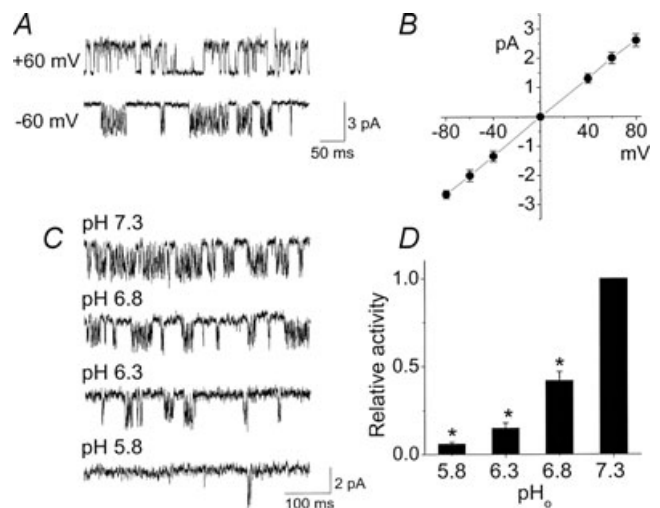 A
+60 mV
-60 mV
3 pA
50 ms
B
pA
3
2
1
-80 -40 40 80
mV
-1
-2
-3
C
pH 7.3
pH 6.8
pH 6.3
pH 5.8
2 pA
100 ms
D
Relative activity
1.0
0.5
0.0
* * *
5.8 6.3 6.8 7.3
pHₒ